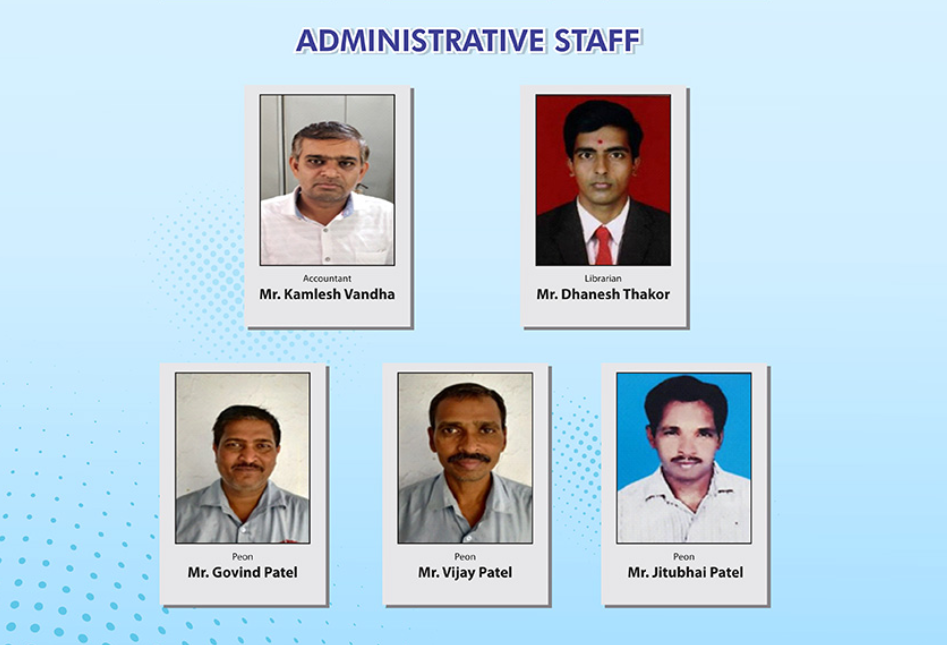 ADMINISTRATIVE STAFF
Accountant
Mr. Kamlesh Vandha
Librarian
Mr. Dhanesh Thakor
Peon
Mr. Govind Patel
Peon
Mr. Vijay Patel
Peon
Mr. Jitubhai Patel